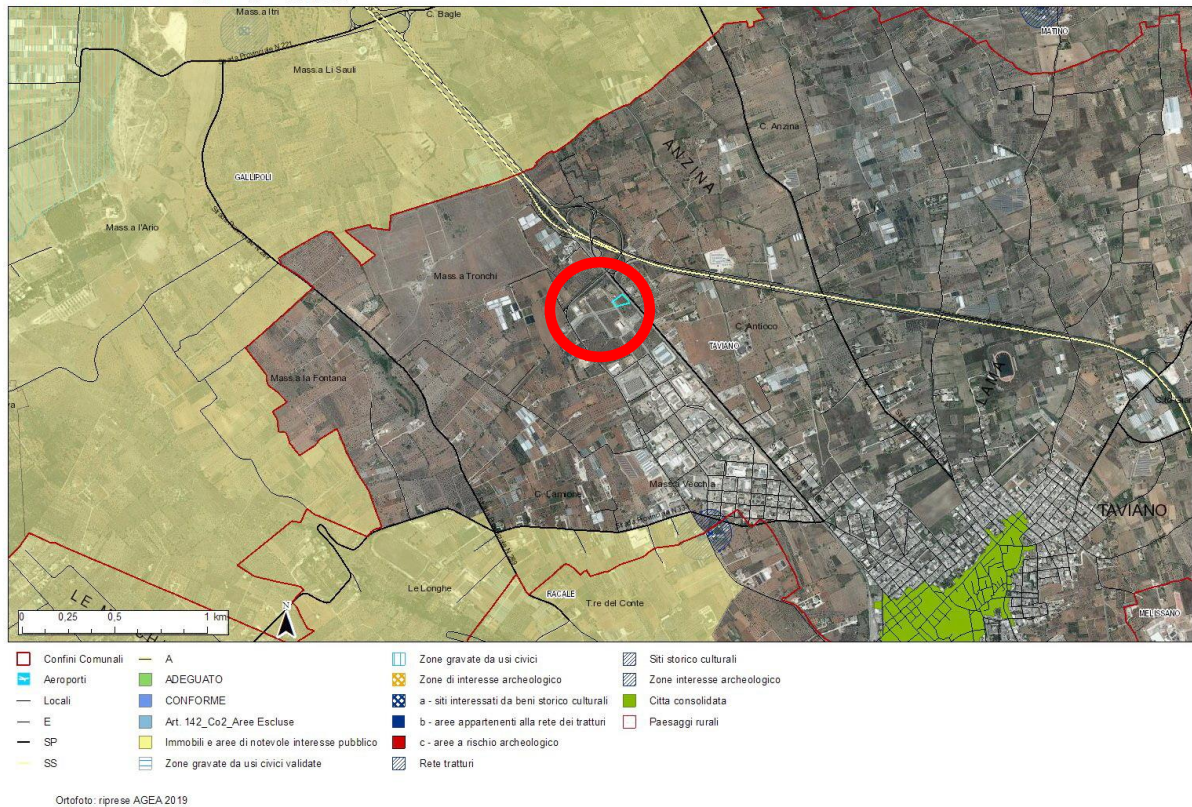 Mass.a Itri
C. Bagle
MATINO
Mass.a Li Sauli
C. Anzina
ANZINA
GALLIPOLI
Mass.a l'Ario
Mass.a Tronchi
C. Antioco
TAVIANO
Mass.a la Fontana
LAMA
C. Lamione
Mass.a Vecchia
TAVIANO
Le Longhe
RACALE
T.re del Conte
MELISSANO
0 0,25 0,5 1 km
N
Confini Comunali
Aeroporti
Locali
E
SP
SS
A
ADEGUATO
CONFORME
Art. 142_Co2_Aree Escluse
Immobili e aree di notevole interesse pubblico
Zone gravate da usi civici validate
Zone gravate da usi civici
Zone di interesse archeologico
a - siti interessati da beni storico culturali
b - aree appartenenti alla rete dei tratturi
c - aree a rischio archeologico
Rete tratturi
Siti storico culturali
Zone interesse archeologico
Citta consolidata
Paesaggi rurali
Ortofoto: riprese AGEA 2019